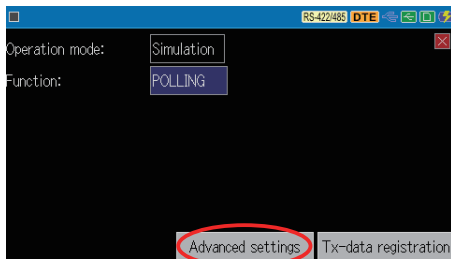 RS-422/485 DTE
Operation mode: Simulation
Function: POLLING
Advanced settings Tx-data registration